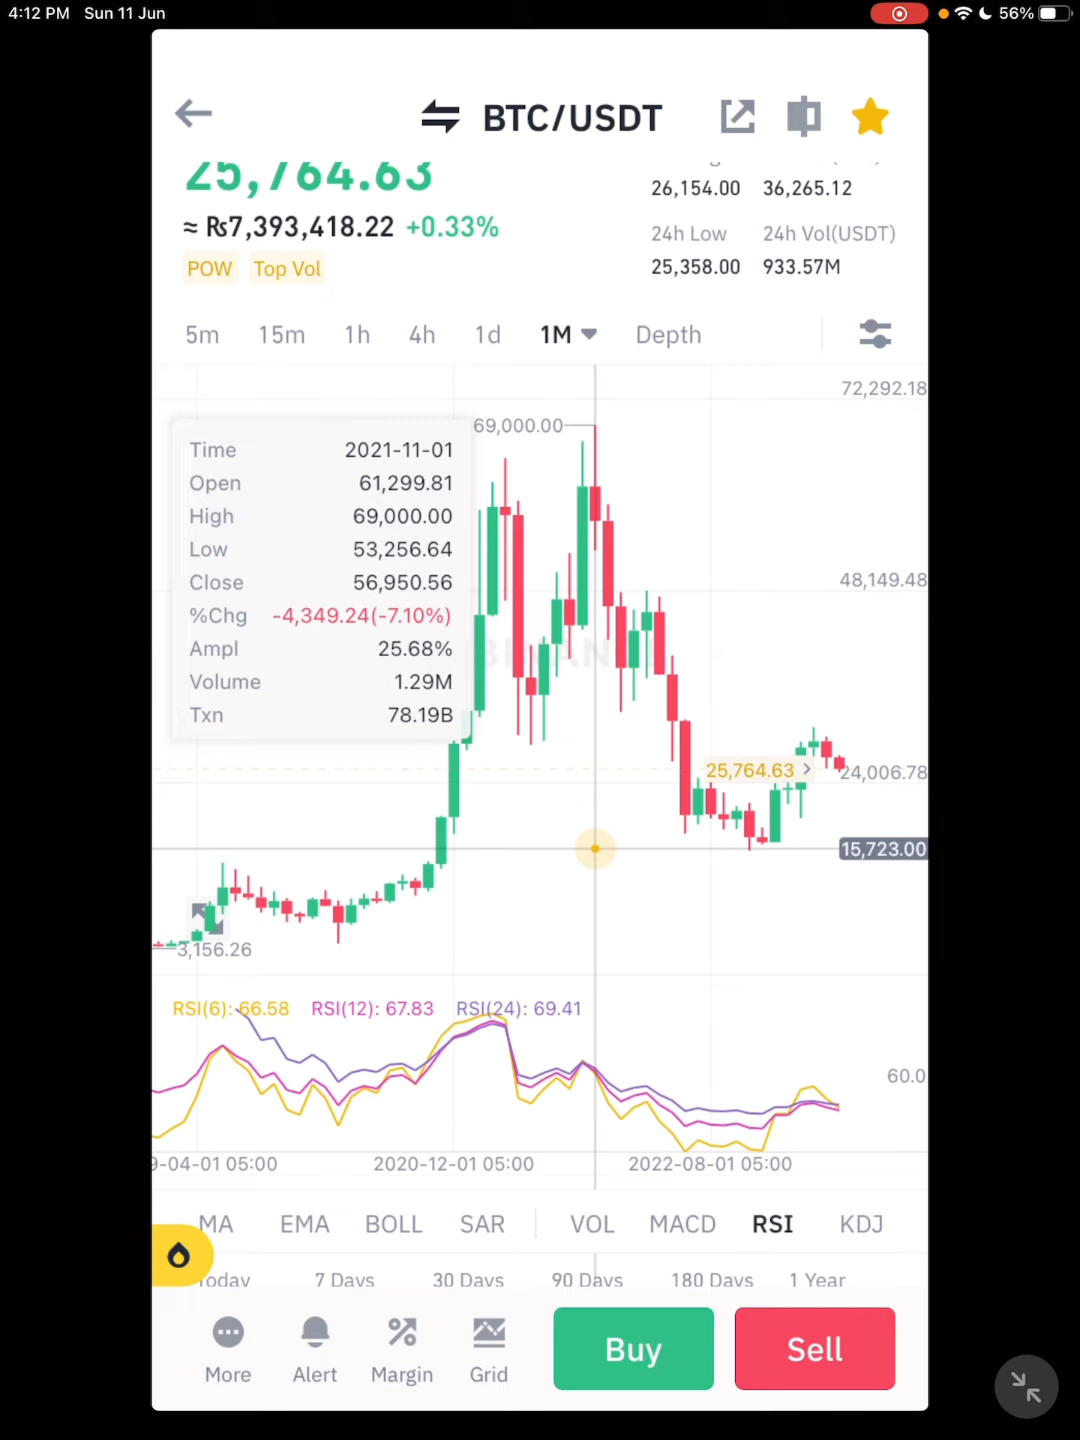 4:12 PM Sun 11 Jun 56%
BTC/USDT
25,764.63
26,154.00 36,265.12
≈ ₨7,393,418.22 +0.33%
24h Low 24h Vol(USDT)
POW Top Vol
25,358.00 933.57M
5m 15m 1h 4h 1d 1M Depth
72,292.18
69,000.00
Time 2021-11-01
Open 61,299.81
High 69,000.00
Low 53,256.64
Close 56,950.56
%Chg -4,349.24(-7.10%)
Ampl 25.68%
Volume 1.29M
Txn 78.19B
48,149.48
BINAN
25,764.63
24,006.78
15,723.00
3,156.26
RSI(6): 66.58 RSI(12): 67.83 RSI(24): 69.41
60.0
9-04-01 05:00 2020-12-01 05:00 2022-08-01 05:00
MA EMA BOLL SAR VOL MACD RSI KDJ
Today 7 Days 30 Days 90 Days 180 Days 1 Year
More Alert Margin Grid Buy Sell